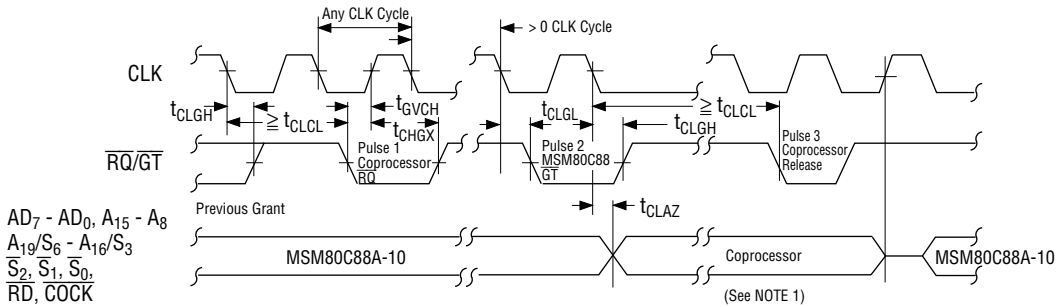 Any CLK Cycle
> 0 CLK Cycle
CLK
tCLGH
≧ tCLCL
tGVCH
tCHGX
tCLGL
≧ tCLCL
tCLGH
RQ/GT
Pulse 1
Coprocessor
RQ
Pulse 2
MSM80C88
GT
Pulse 3
Coprocessor
Release
Previous Grant
tCLAZ
AD7 - AD0, A15 - A8
A19/S6 - A16/S3
S2, S1, S0,
RD, COCK
MSM80C88A-10
Coprocessor
MSM80C88A-10
(See NOTE 1)